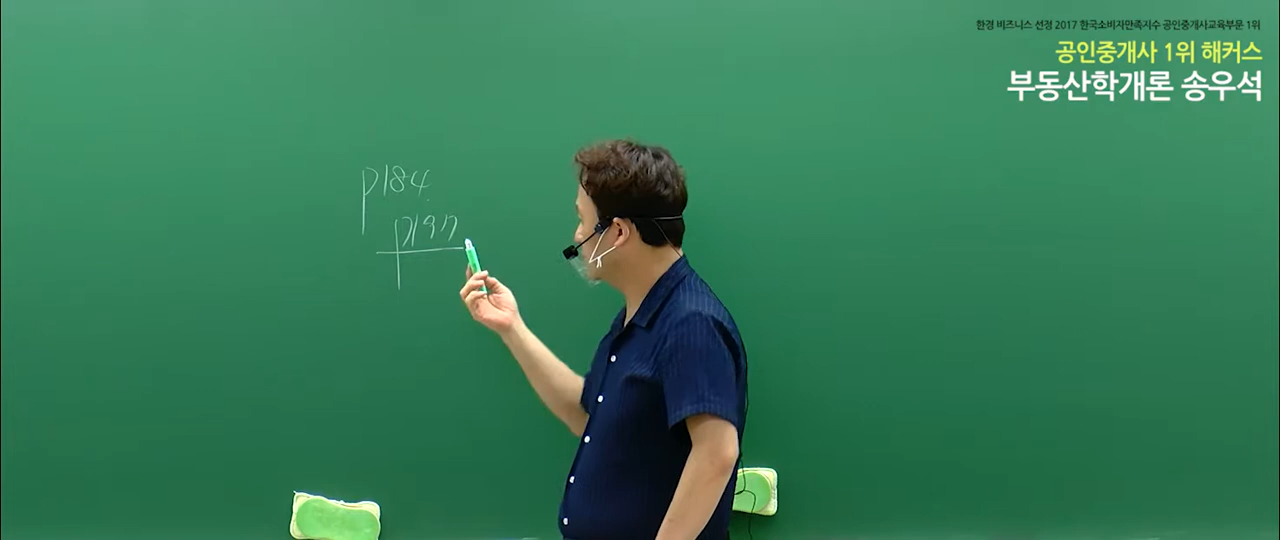 한경 비즈니스 선정 2017 한국소비자만족지수 공인중개사교육부문 1위
공인중개사 1위 해커스
부동산학개론 송우석
p184.
p197